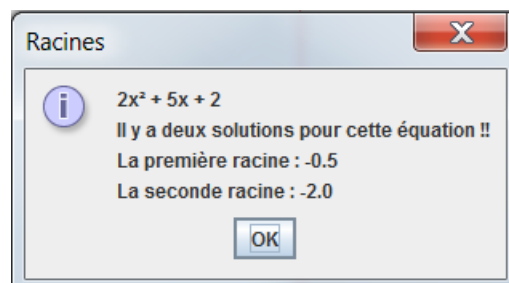 Racines
2x² + 5x + 2
Il y a deux solutions pour cette équation !!
La première racine : -0.5
La seconde racine : -2.0
OK